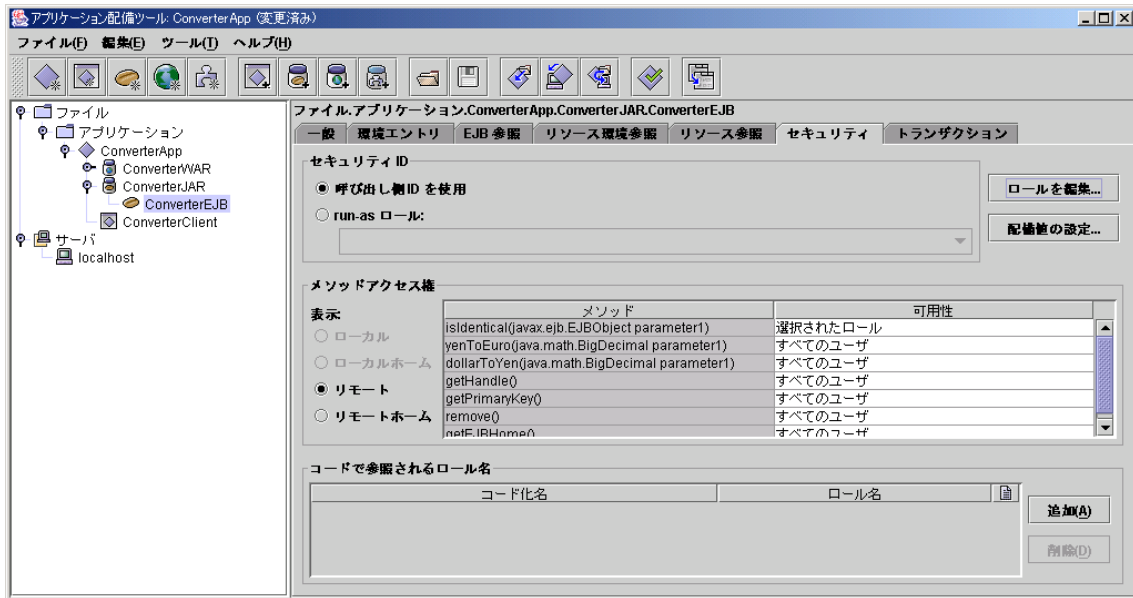 アプリケーション配備ツール: ConverterApp (変更済み)
ファイル(F) 編集(E) ツール(T) ヘルプ(H)
ファイル
アプリケーション
ConverterApp
ConverterWAR
ConverterJAR
ConverterEJB
ConverterClient
サーバ
localhost
ファイル.アプリケーション.ConverterApp.ConverterJAR.ConverterEJB
一般 環境エントリ EJB 参照 リソース環境参照 リソース参照 セキュリティ トランザクション
セキュリティ ID
呼び出し側ID を使用
run-as ロール:
ロールを編集...
配備値の設定...
メソッドアクセス権
表示:
ローカル
ローカルホーム
リモート
リモートホーム
メソッド 可用性
isIdentical(javax.ejb.EJBObject parameter1) 選択されたロール
yenToEuro(java.math.BigDecimal parameter1) すべてのユーザ
dollarToYen(java.math.BigDecimal parameter1) すべてのユーザ
getHandle() すべてのユーザ
getPrimaryKey() すべてのユーザ
remove() すべてのユーザ
getEJBHome() すべてのユーザ
コードで参照されるロール名
コード化名 ロール名
追加(A)
削除(D)